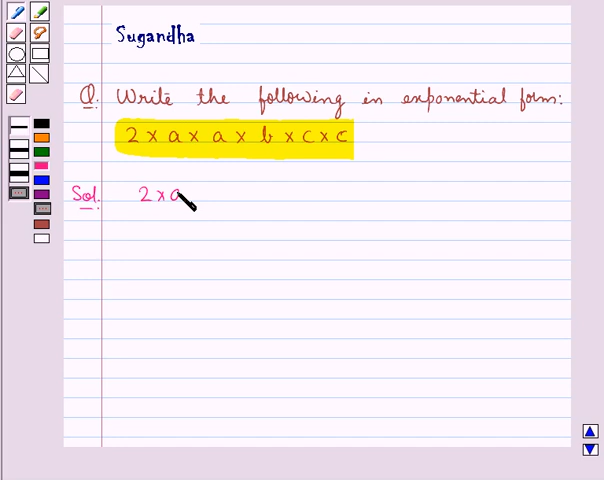 Sugandha
Q. Write the following in exponential form:
2 × a × a × b × c × c
Sol. 2 × a